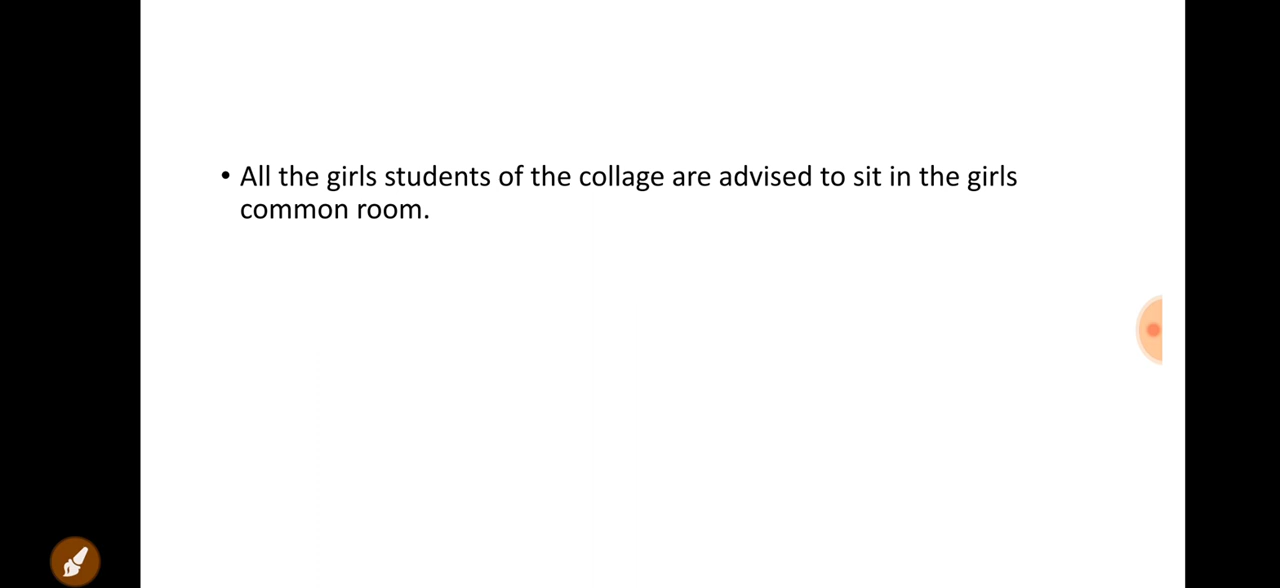 • All the girls students of the collage are advised to sit in the girls
common room.